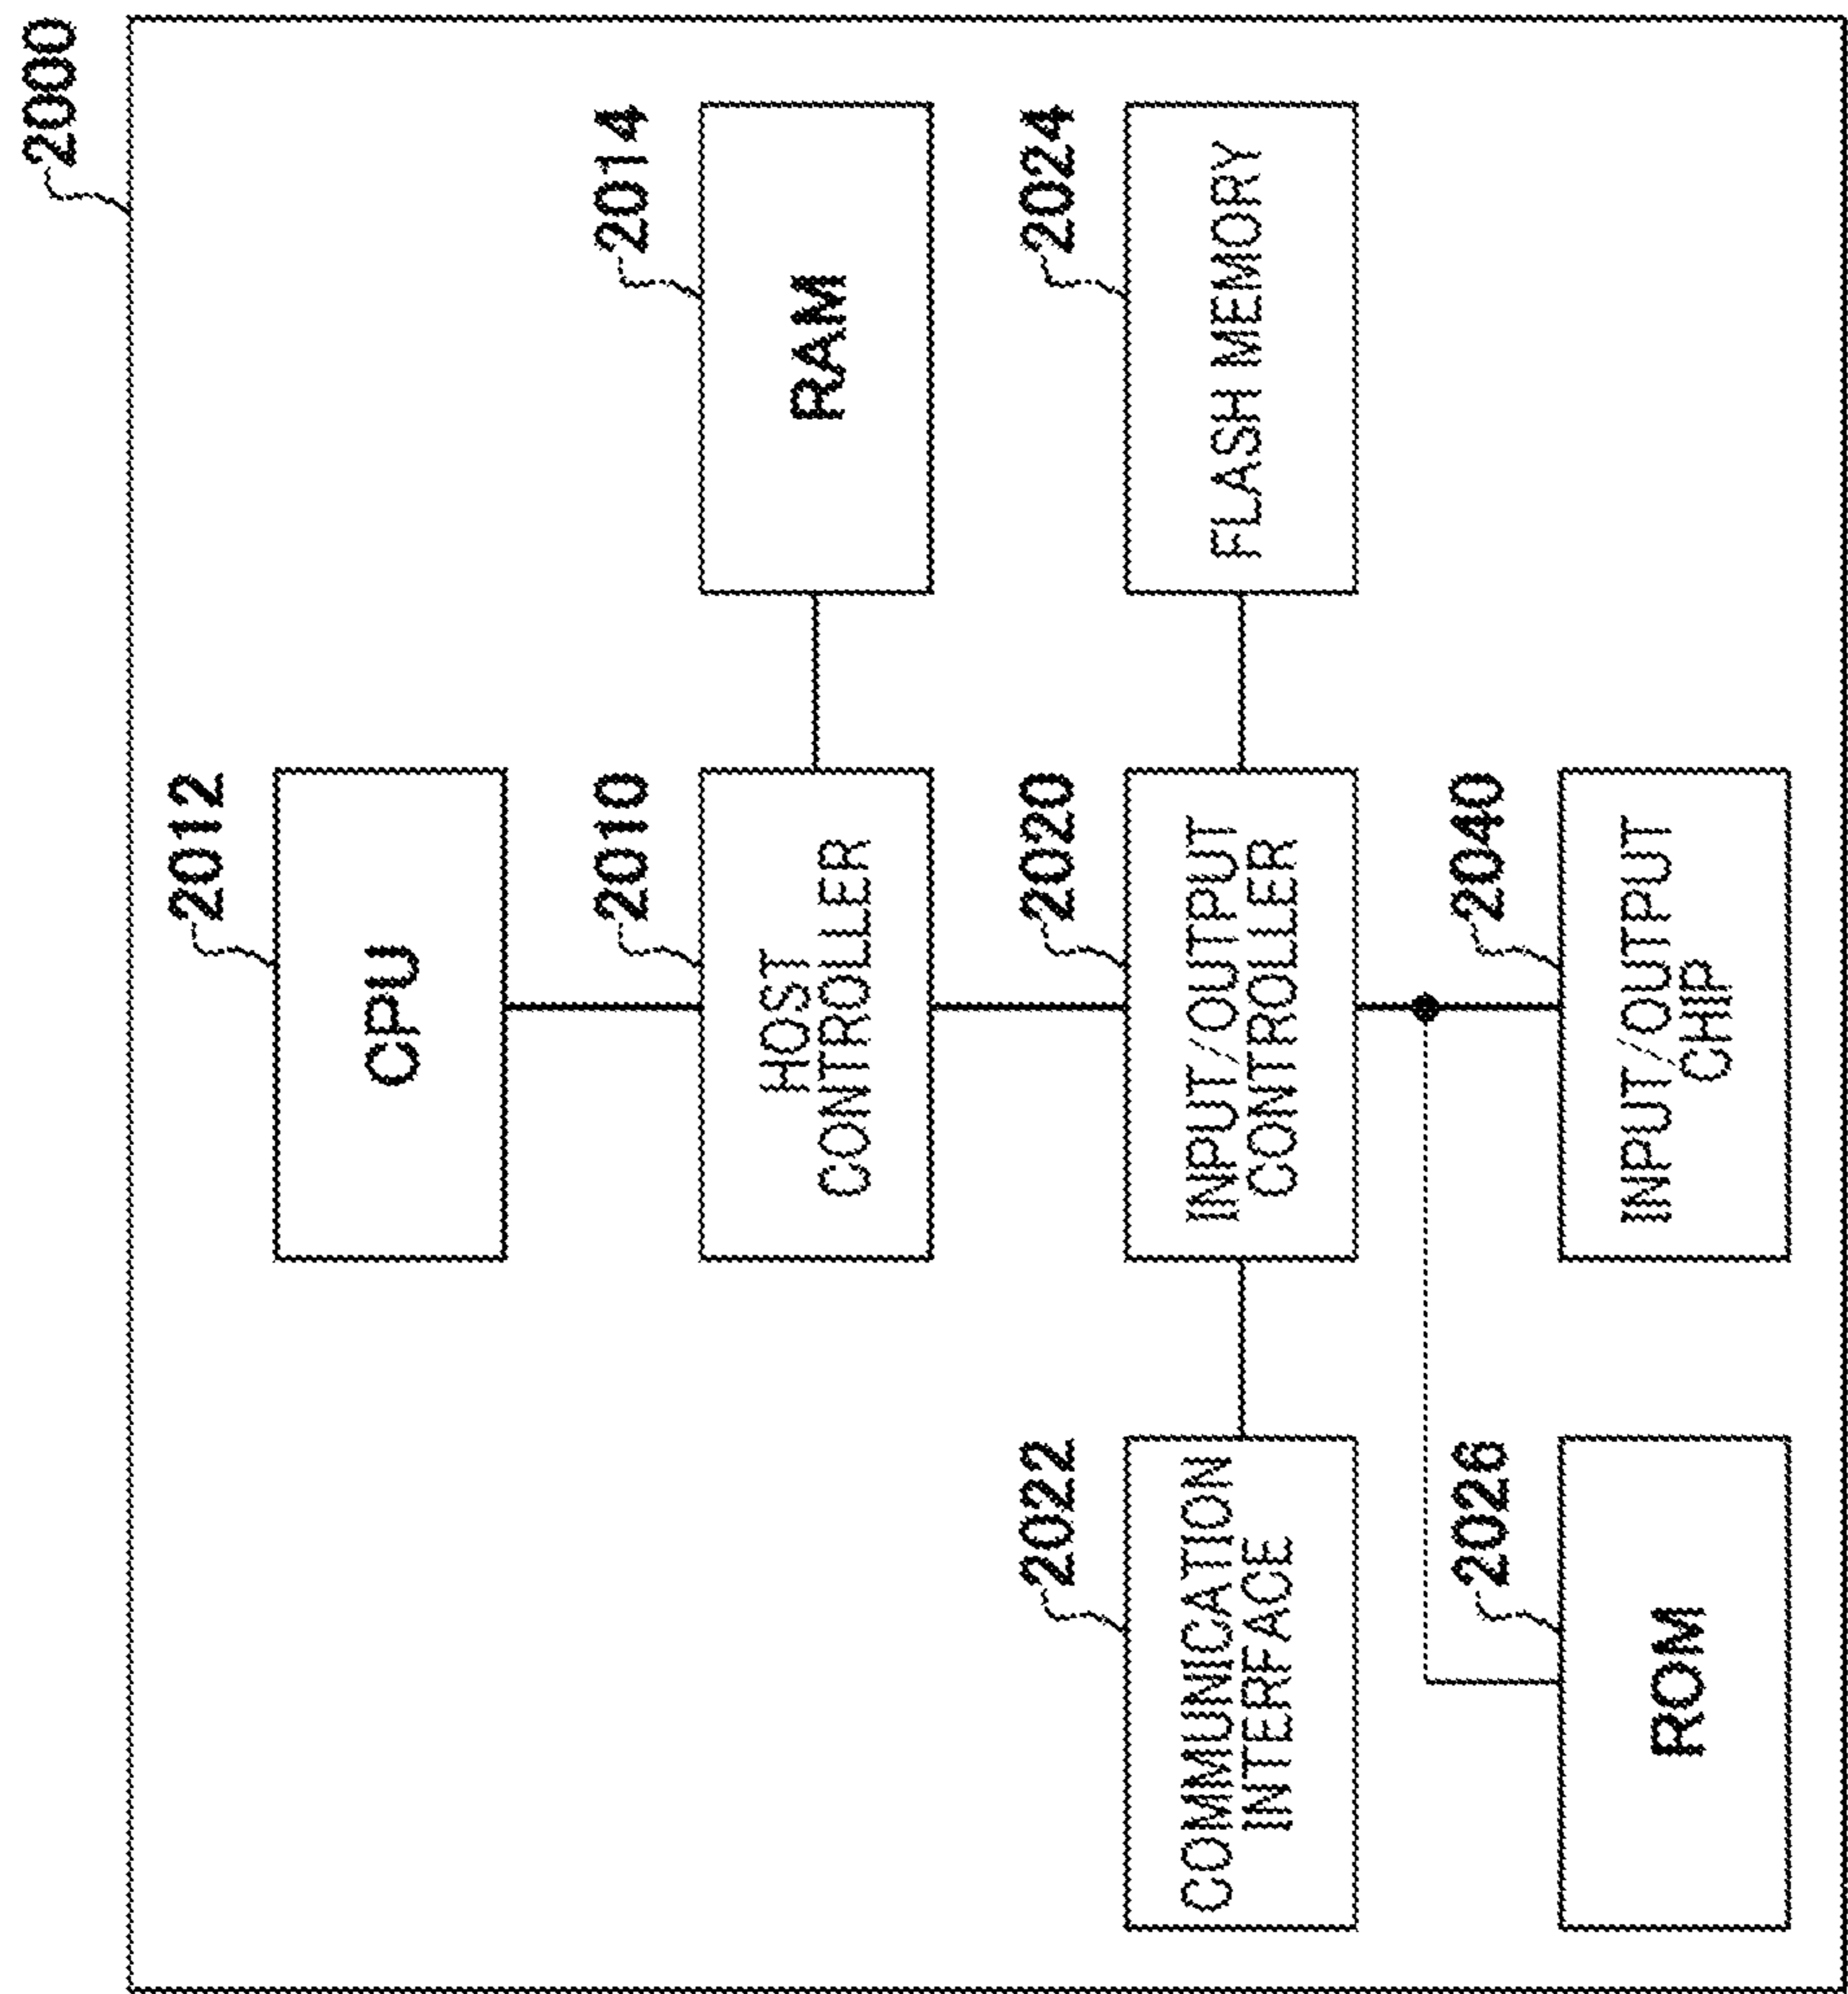 2000
2012
CPU
2010
HOST
CONTROLLER
2014
RAM
2022
COMMUNICATION
INTERFACE
2020
INPUT/OUTPUT
CONTROLLER
2024
FLASH MEMORY
2026
ROM
2040
INPUT/OUTPUT
CHIP